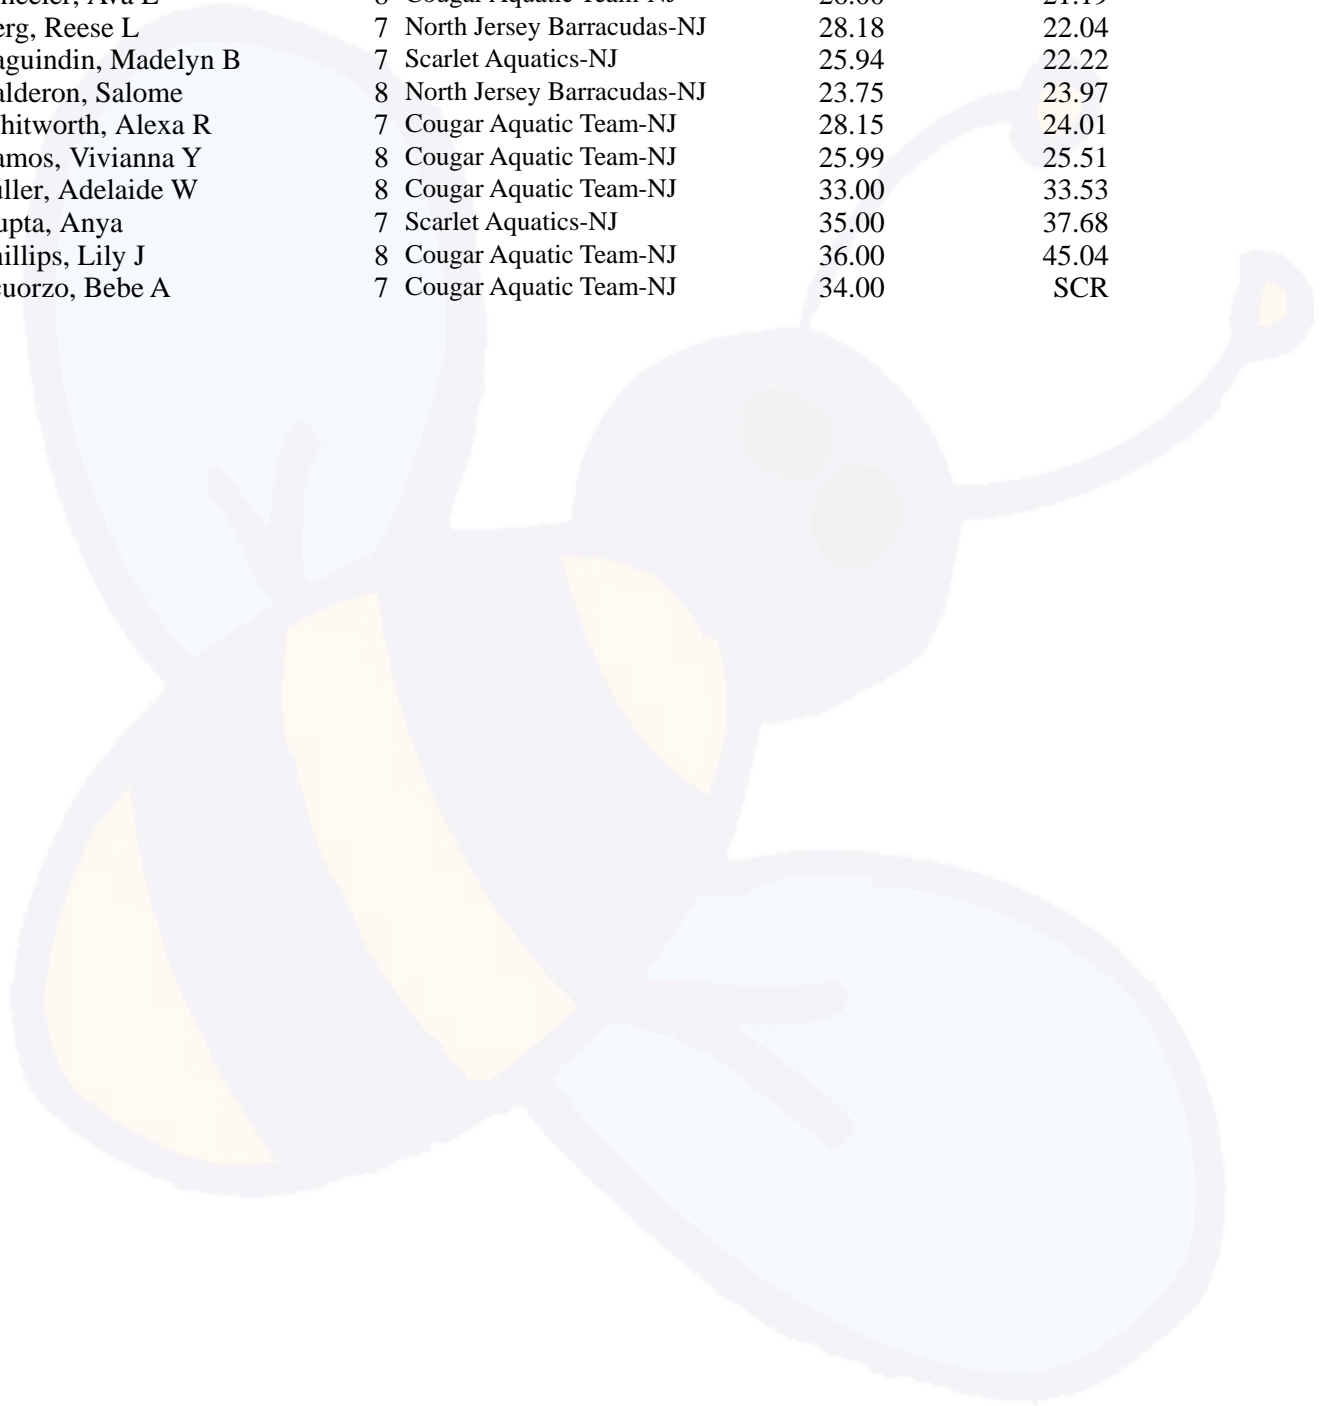 erg, Reese L 7 North Jersey Barracudas-NJ 28.18 22.04
aguindin, Madelyn B 7 Scarlet Aquatics-NJ 25.94 22.22
alderon, Salome 8 North Jersey Barracudas-NJ 23.75 23.97
hitworth, Alexa R 7 Cougar Aquatic Team-NJ 28.15 24.01
amos, Vivianna Y 8 Cougar Aquatic Team-NJ 25.99 25.51
uller, Adelaide W 8 Cougar Aquatic Team-NJ 33.00 33.53
upta, Anya 7 Scarlet Aquatics-NJ 35.00 37.68
hillips, Lily J 8 Cougar Aquatic Team-NJ 36.00 45.04
cuorzo, Bebe A 7 Cougar Aquatic Team-NJ 34.00 SCR